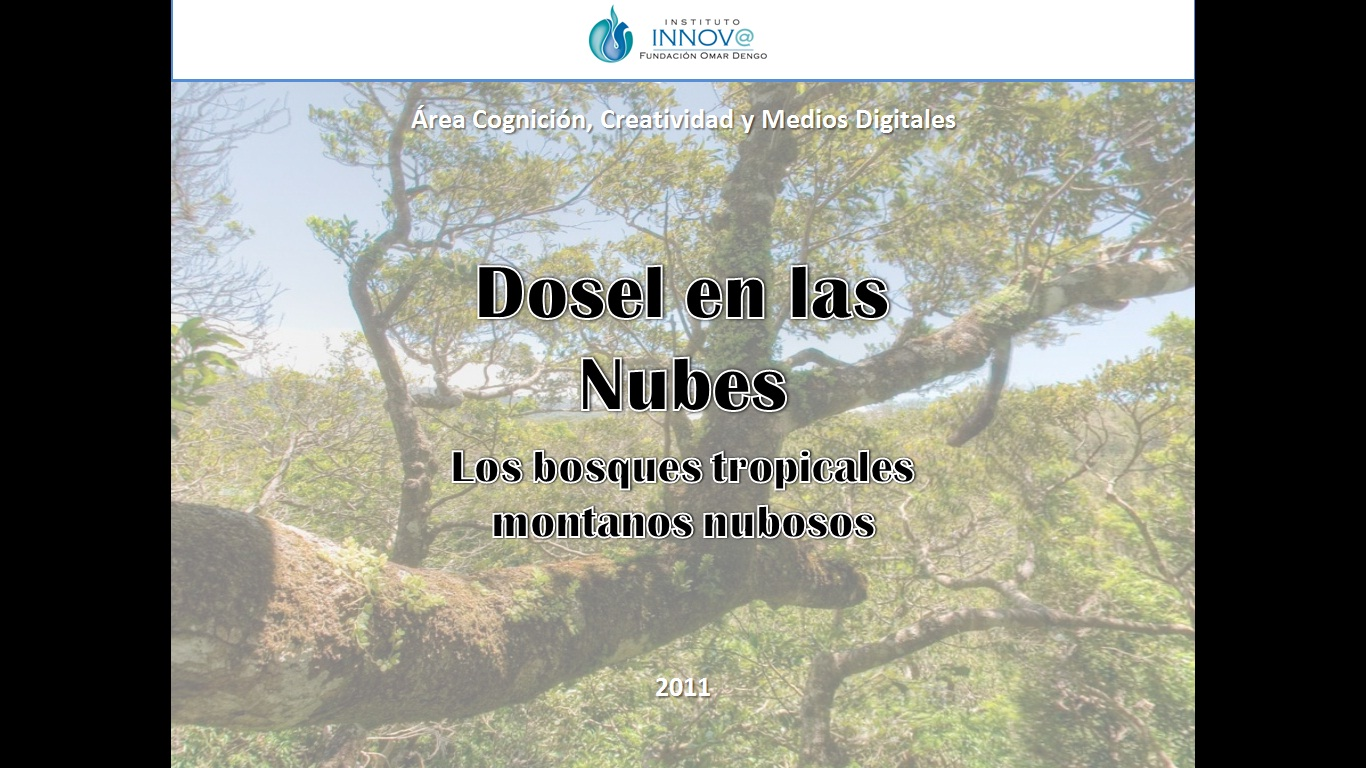 INSTITUTO
INNOV@
FUNDACIÓN OMAR DENGO
Área Cognición, Creatividad y Medios Digitales
Dosel en las
Nubes
Los bosques tropicales
montanos nubosos
2011